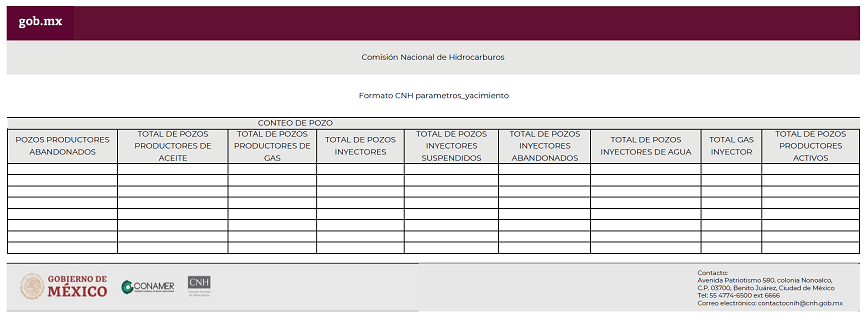 gob.mx
Comisión Nacional de Hidrocarburos
Formato CNH parametros_yacimiento
CONTEO DE POZO
POZOS PRODUCTORES
ABANDONADOS
TOTAL DE POZOS
PRODUCTORES DE
ACEITE
TOTAL DE POZOS
PRODUCTORES DE
GAS
TOTAL DE POZOS
INYECTORES
TOTAL DE POZOS
INYECTORES
SUSPENDIDOS
TOTAL DE POZOS
INYECTORES
ABANDONADOS
TOTAL DE POZOS
INYECTORES DE AGUA
TOTAL GAS
INYECTOR
TOTAL DE POZOS
PRODUCTORES
ACTIVOS
GOBIERNO DE
MÉXICO
CONAMER
CNH
Contacto:
Avenida Patriotismo 580, colonia Nonoalco,
C.P. 03700, Benito Juárez, Ciudad de México
Tel: 55 4774-6500 ext 6666
Correo electrónico: contactocnih@cnh.gob.mx